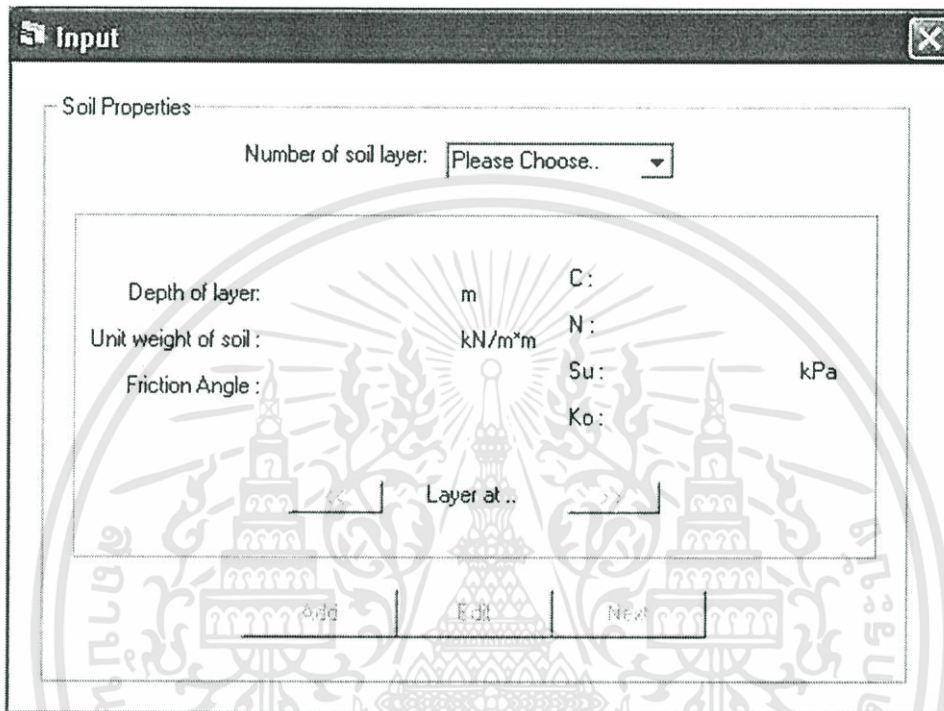 Input
Soil Properties
Number of soil layer: Please Choose..
Depth of layer: m
Unit weight of soil : kN/m*m
Friction Angle :
C :
N :
Su : kPa
Ko :
<< Layer at .. >>
Add Edit Next